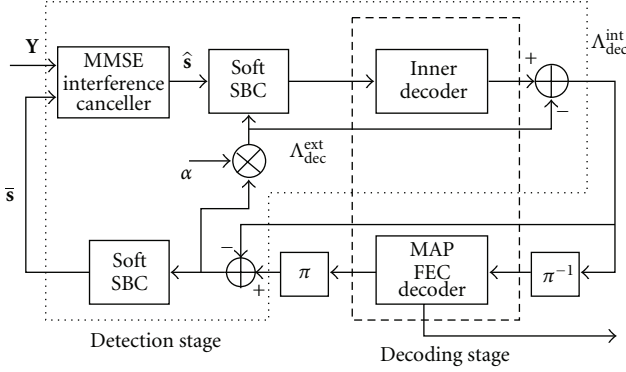 Y
MMSE
interference
canceller
ŝ
Soft
SBC
Inner
decoder
+
−
Λ_dec^int
Λ_dec^ext
α
s̄
Soft
SBC
−
+
π
MAP
FEC
decoder
π⁻¹
Detection stage
Decoding stage